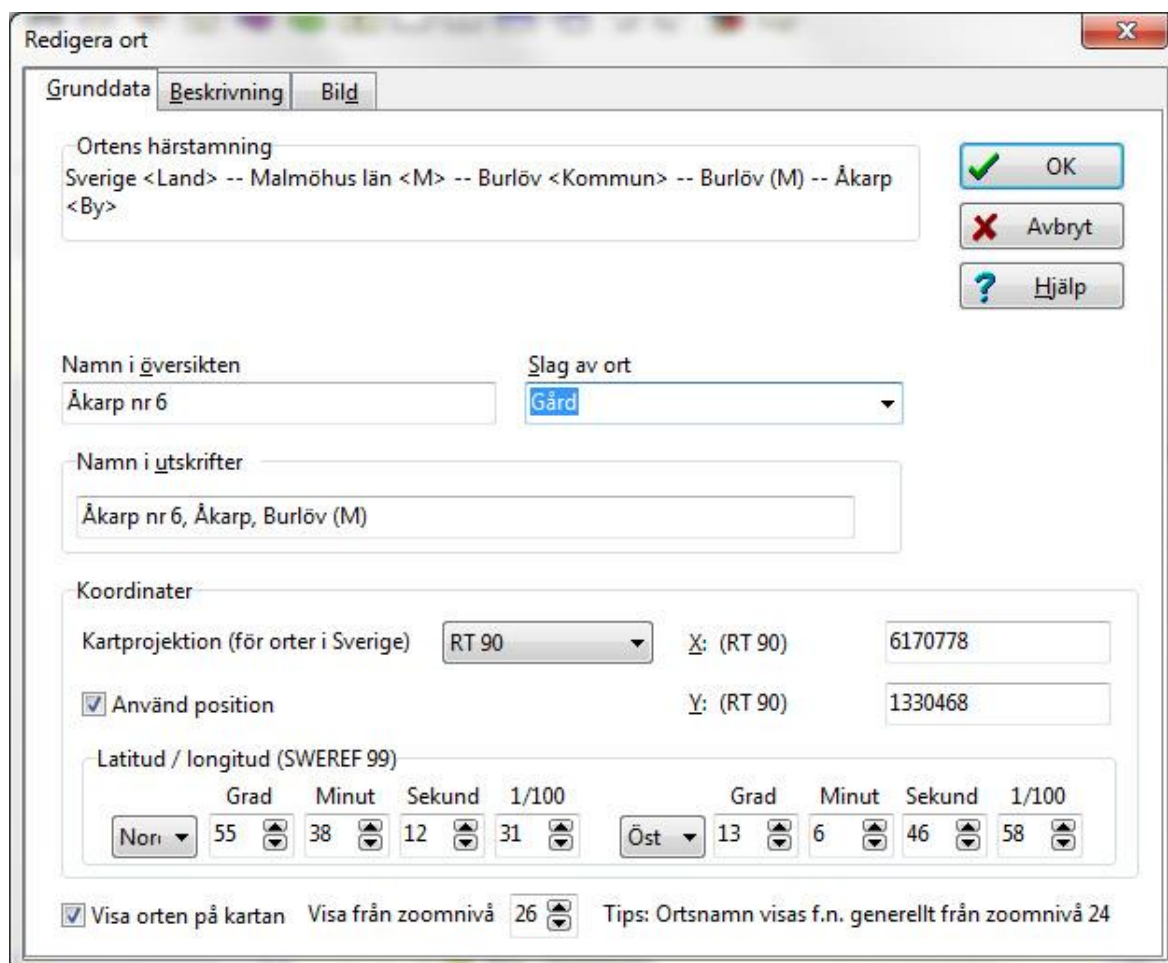 Redigera ort
Grunddata Beskrivning Bild
Ortens härstamning
Sverige <Land> -- Malmöhus län <M> -- Burlöv <Kommun> -- Burlöv (M) -- Åkarp
<By>
OK
Avbryt
Hjälp
Namn i översikten
Slag av ort
Åkarp nr 6
Gård
Namn i utskrifter
Åkarp nr 6, Åkarp, Burlöv (M)
Koordinater
Kartprojektion (för orter i Sverige) RT 90 X: (RT 90) 6170778
Använd position Y: (RT 90) 1330468
Latitud / longitud (SWEREF 99)
Grad Minut Sekund 1/100 Grad Minut Sekund 1/100
Nor 55 38 12 31 Öst 13 6 46 58
Visa orten på kartan Visa från zoomnivå 26 Tips: Ortsnamn visas f.n. generellt från zoomnivå 24